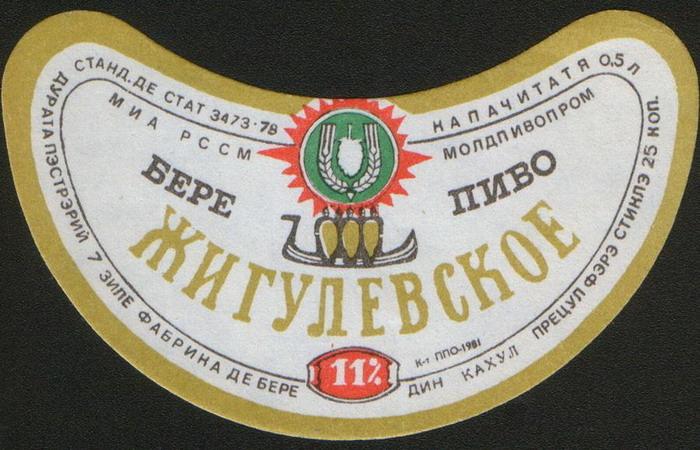 СТАНД. ДЕ СТАТ 3473-78
НАПАЧИТАТЯ 0,5 Л
МИА РССМ
МОЛДПИВОПРОМ
БЕРЕ
ПИВО
ЖИГУЛЕВСКОЕ
11%
К-т ППО-1981
ДУРАТА ПЭСТРЭРИЙ 7 ЗИЛЕ ФАБРИНА ДЕ БЕРЕ
ДИН КАХУЛ ПРЕЦУЛ ФЭРЭ СТИКЛЭ 25 КОП.